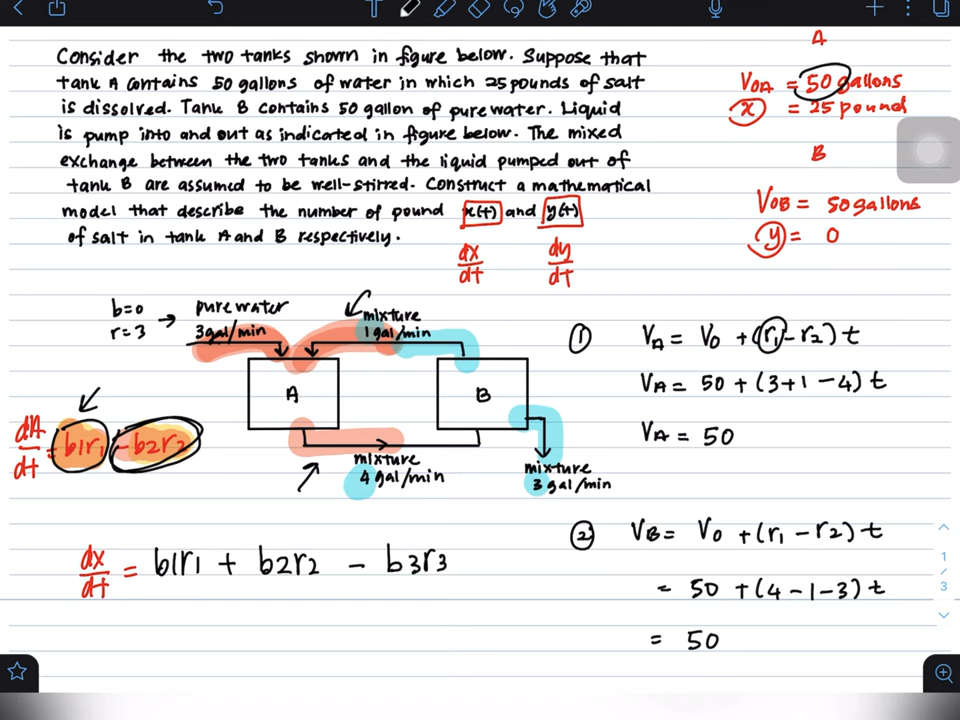 Consider the two tanks shown in figure below. Suppose that
tank A contains 50 gallons of water in which 25 pounds of salt
is dissolved. Tank B contains 50 gallon of pure water. Liquid
is pump into and out as indicated in figure below. The mixed
exchange between the two tanks and the liquid pumped out of
tank B are assumed to be well-stirred. Construct a mathematical
model that describe the number of pound x(t) and y(t)
of salt in tank A and B respectively.
dx/dt dy/dt
A
V0A = 50 gallons
x = 25 pound
B
V0B = 50 gallons
y = 0
b=0
r=3
pure water
3 gal/min
mixture
1 gal/min
A
B
mixture
4 gal/min
mixture
3 gal/min
dA/dt = b1r1 - b2r2
dx/dt = b1r1 + b2r2 - b3r3
① VA = V0 + (r1 - r2) t
VA = 50 + (3+1-4) t
VA = 50
② VB = V0 + (r1 - r2) t
= 50 + (4-1-3) t
= 50
1
/
3